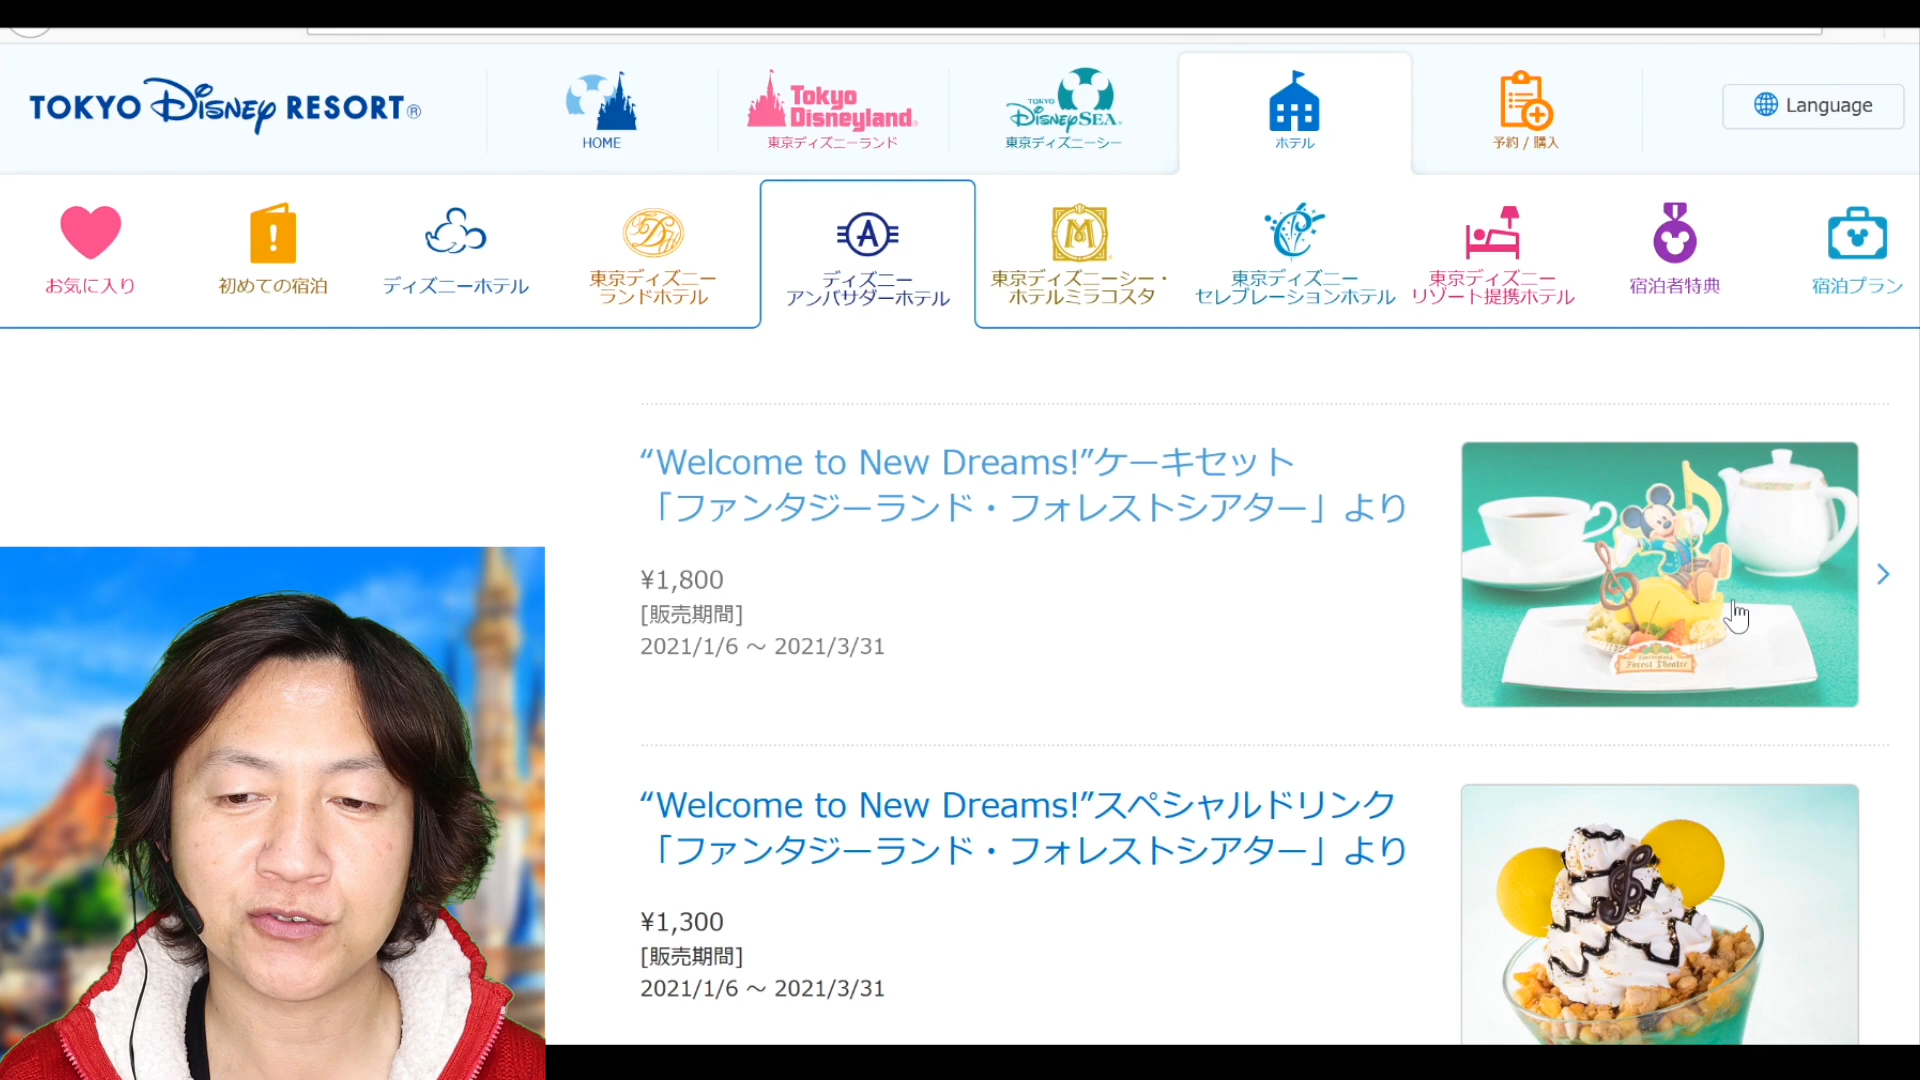 TOKYO Disney RESORT®
HOME
Tokyo Disneyland
東京ディズニーランド
TOKYO DisneySEA
東京ディズニーシー
ホテル
予約 / 購入
Language
お気に入り
初めての宿泊
ディズニーホテル
東京ディズニー
ランドホテル
A
ディズニー
アンバサダーホテル
M
東京ディズニーシー・
ホテルミラコスタ
東京ディズニー
セレブレーションホテル
東京ディズニー
リゾート提携ホテル
宿泊者特典
宿泊プラン
“Welcome to New Dreams!”ケーキセット
「ファンタジーランド・フォレストシアター」より
¥1,800
[販売期間]
2021/1/6 ～ 2021/3/31
Forest Theatre
“Welcome to New Dreams!”スペシャルドリンク
「ファンタジーランド・フォレストシアター」より
¥1,300
[販売期間]
2021/1/6 ～ 2021/3/31